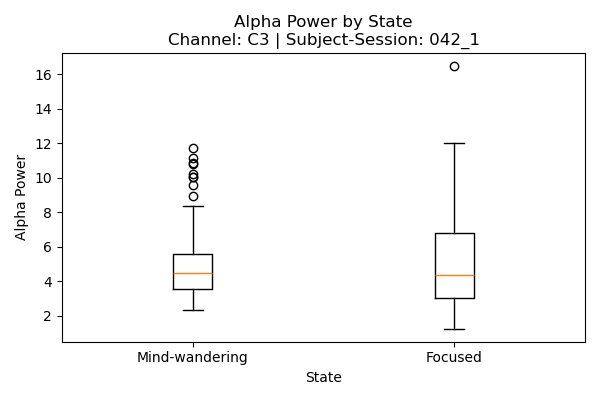 Alpha Power by State
Channel: C3 | Subject-Session: 042_1
Alpha Power
16
14
12
10
8
6
4
2
Mind-wandering
Focused
State